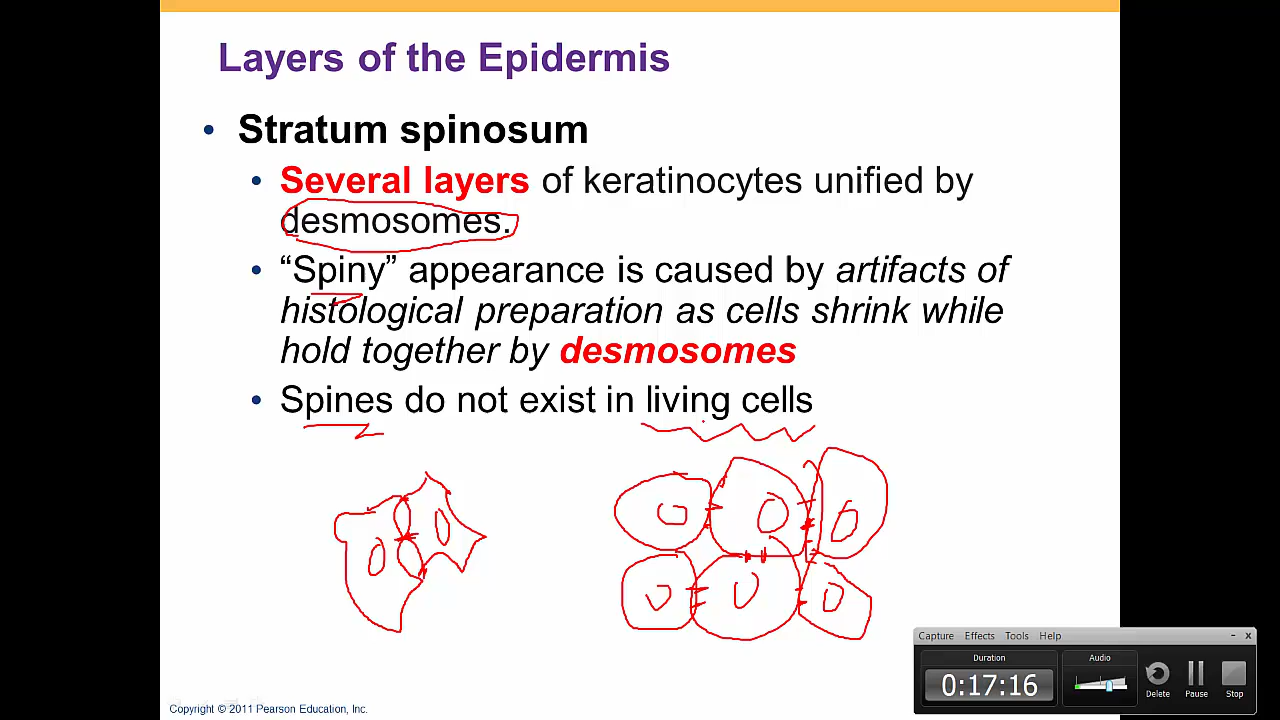 Layers of the Epidermis
• Stratum spinosum
• Several layers of keratinocytes unified by
desmosomes.
• “Spiny” appearance is caused by artifacts of
histological preparation as cells shrink while
hold together by desmosomes
• Spines do not exist in living cells
Capture Effects Tools Help
Duration
Audio
0:17:16
Delete
Pause
Stop
Copyright © 2011 Pearson Education, Inc.